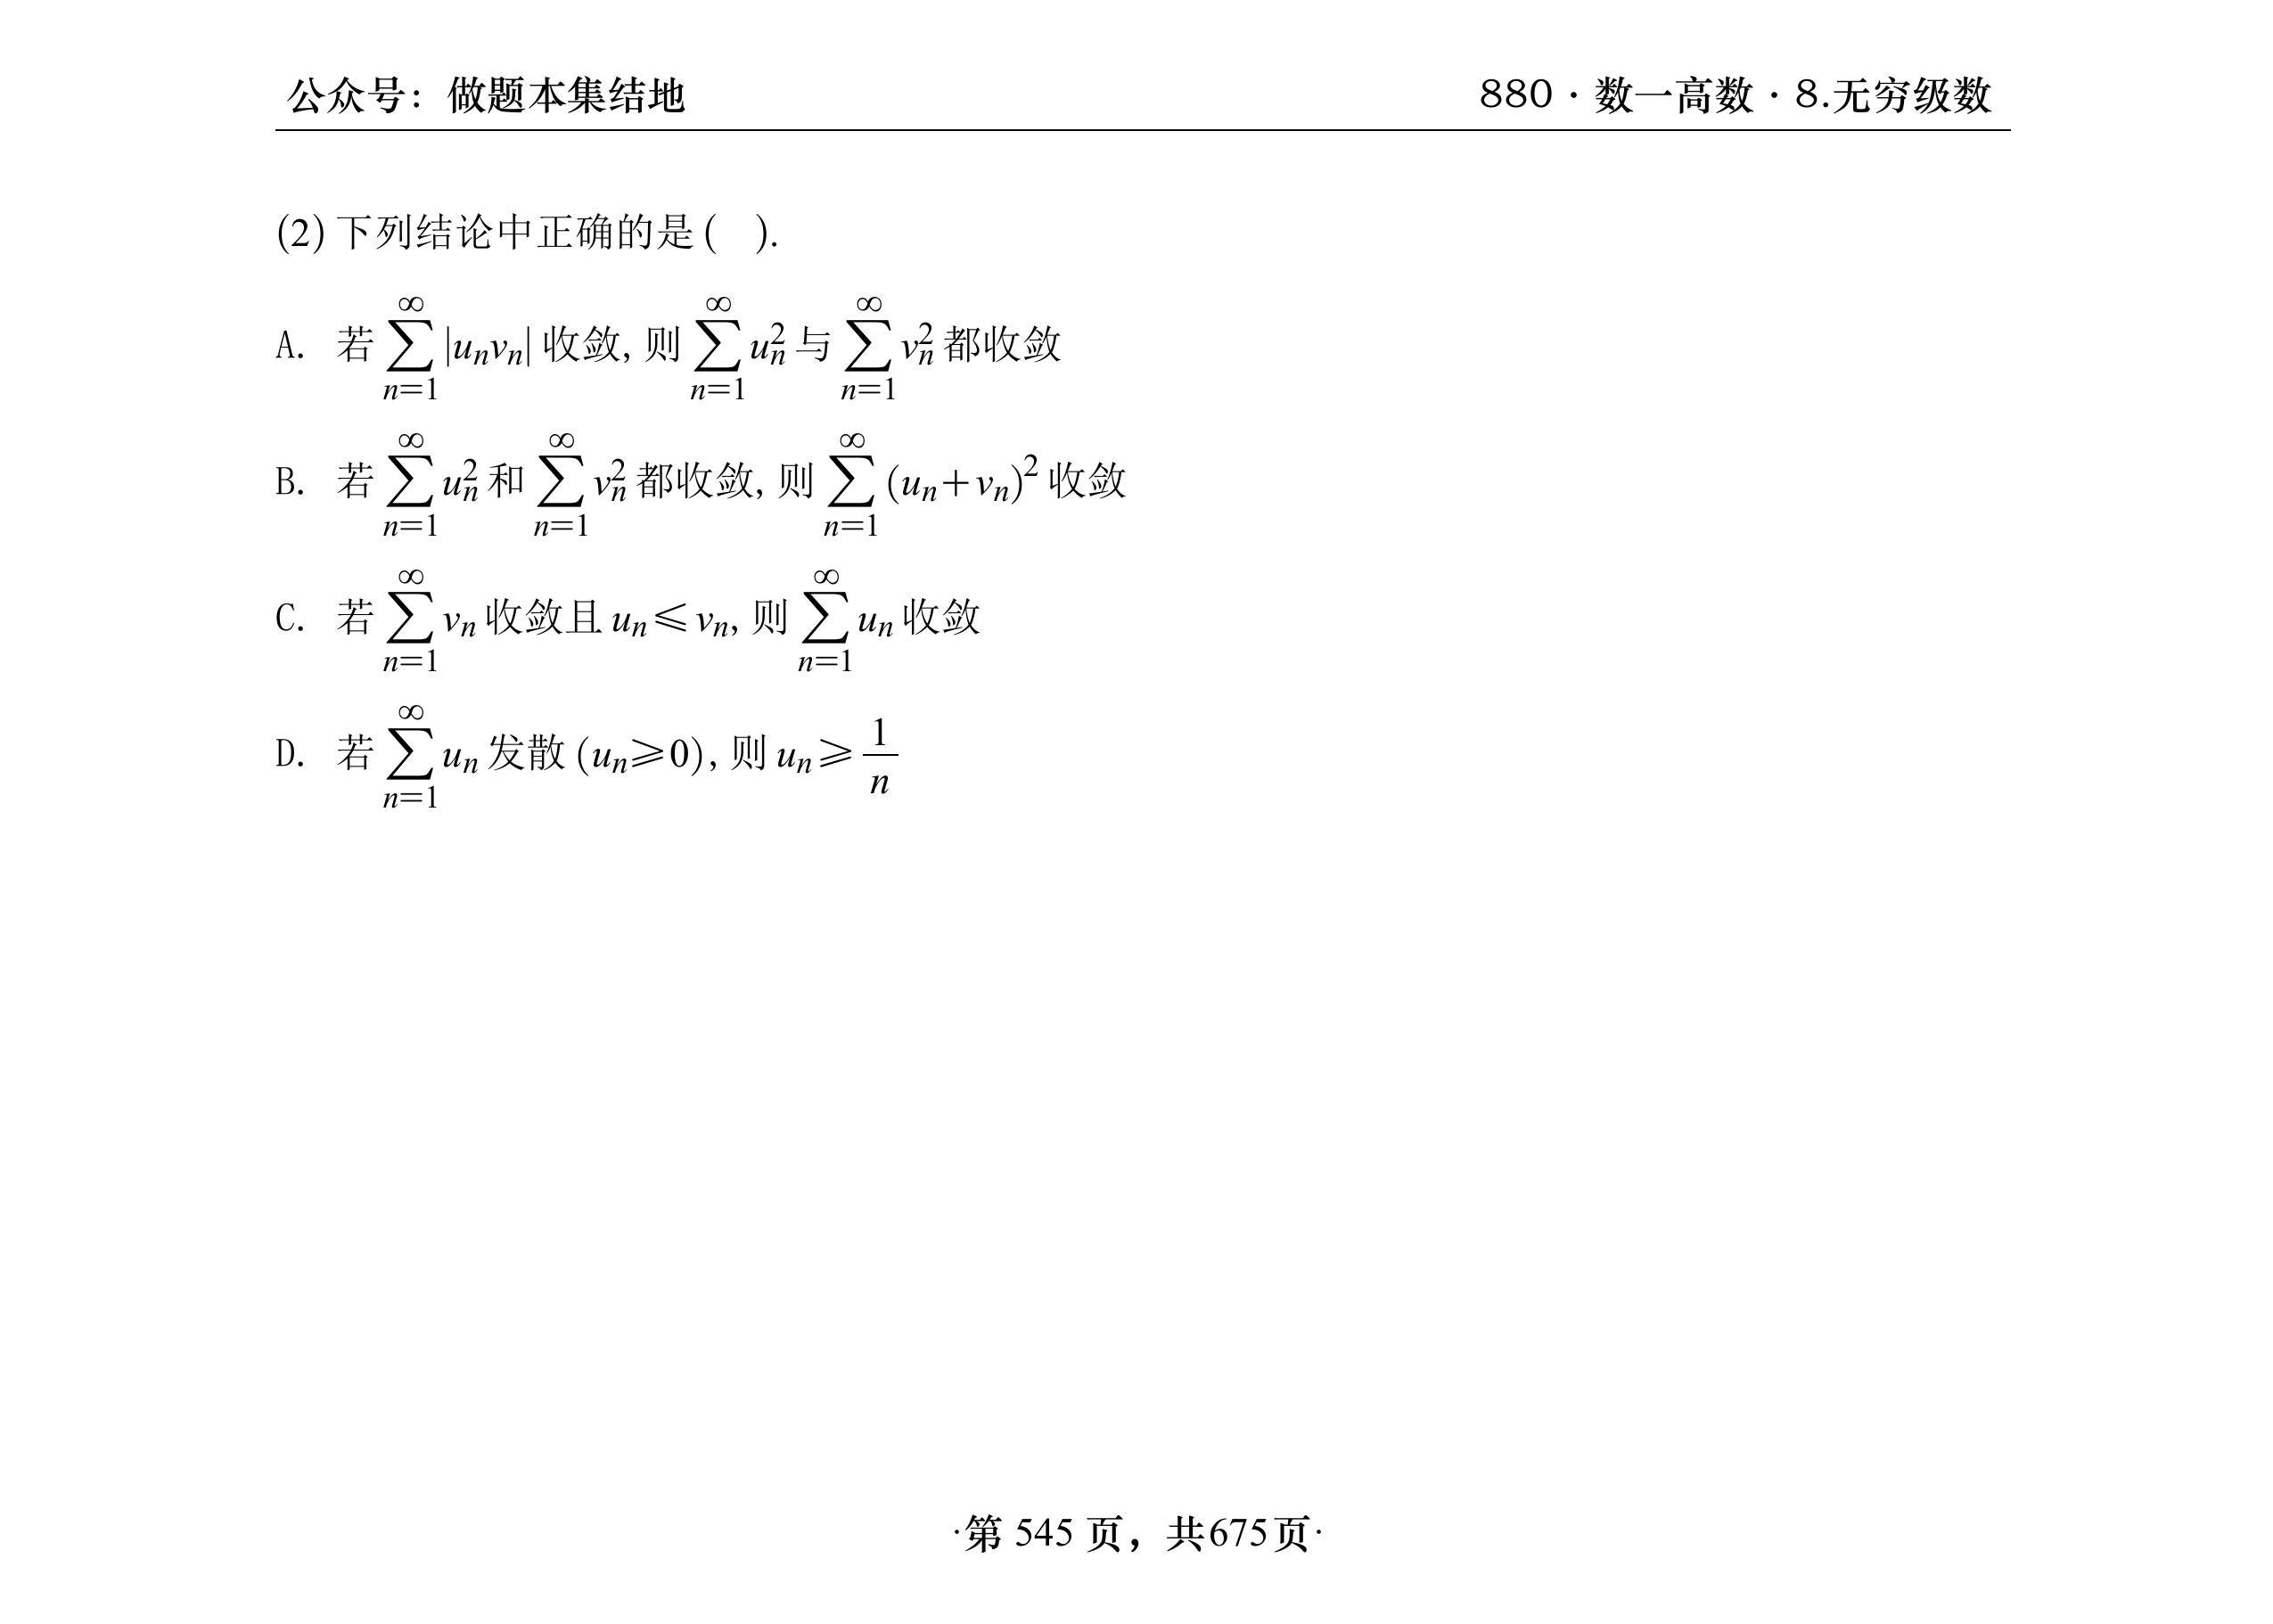 公众号：做题本集结地
880 · 数一高数 · 8.无穷级数
(2) 下列结论中正确的是 ( ).
A. 若 $\sum_{n=1}^{\infty} |u_n v_n|$ 收敛, 则 $\sum_{n=1}^{\infty} u_n^2$ 与 $\sum_{n=1}^{\infty} v_n^2$ 都收敛
B. 若 $\sum_{n=1}^{\infty} u_n^2$ 和 $\sum_{n=1}^{\infty} v_n^2$ 都收敛, 则 $\sum_{n=1}^{\infty} (u_n+v_n)^2$ 收敛
C. 若 $\sum_{n=1}^{\infty} v_n$ 收敛且 $u_n \leqslant v_n$, 则 $\sum_{n=1}^{\infty} u_n$ 收敛
D. 若 $\sum_{n=1}^{\infty} u_n$ 发散 $(u_n \geqslant 0)$, 则 $u_n \geqslant \frac{1}{n}$
·第 545 页，共675页·